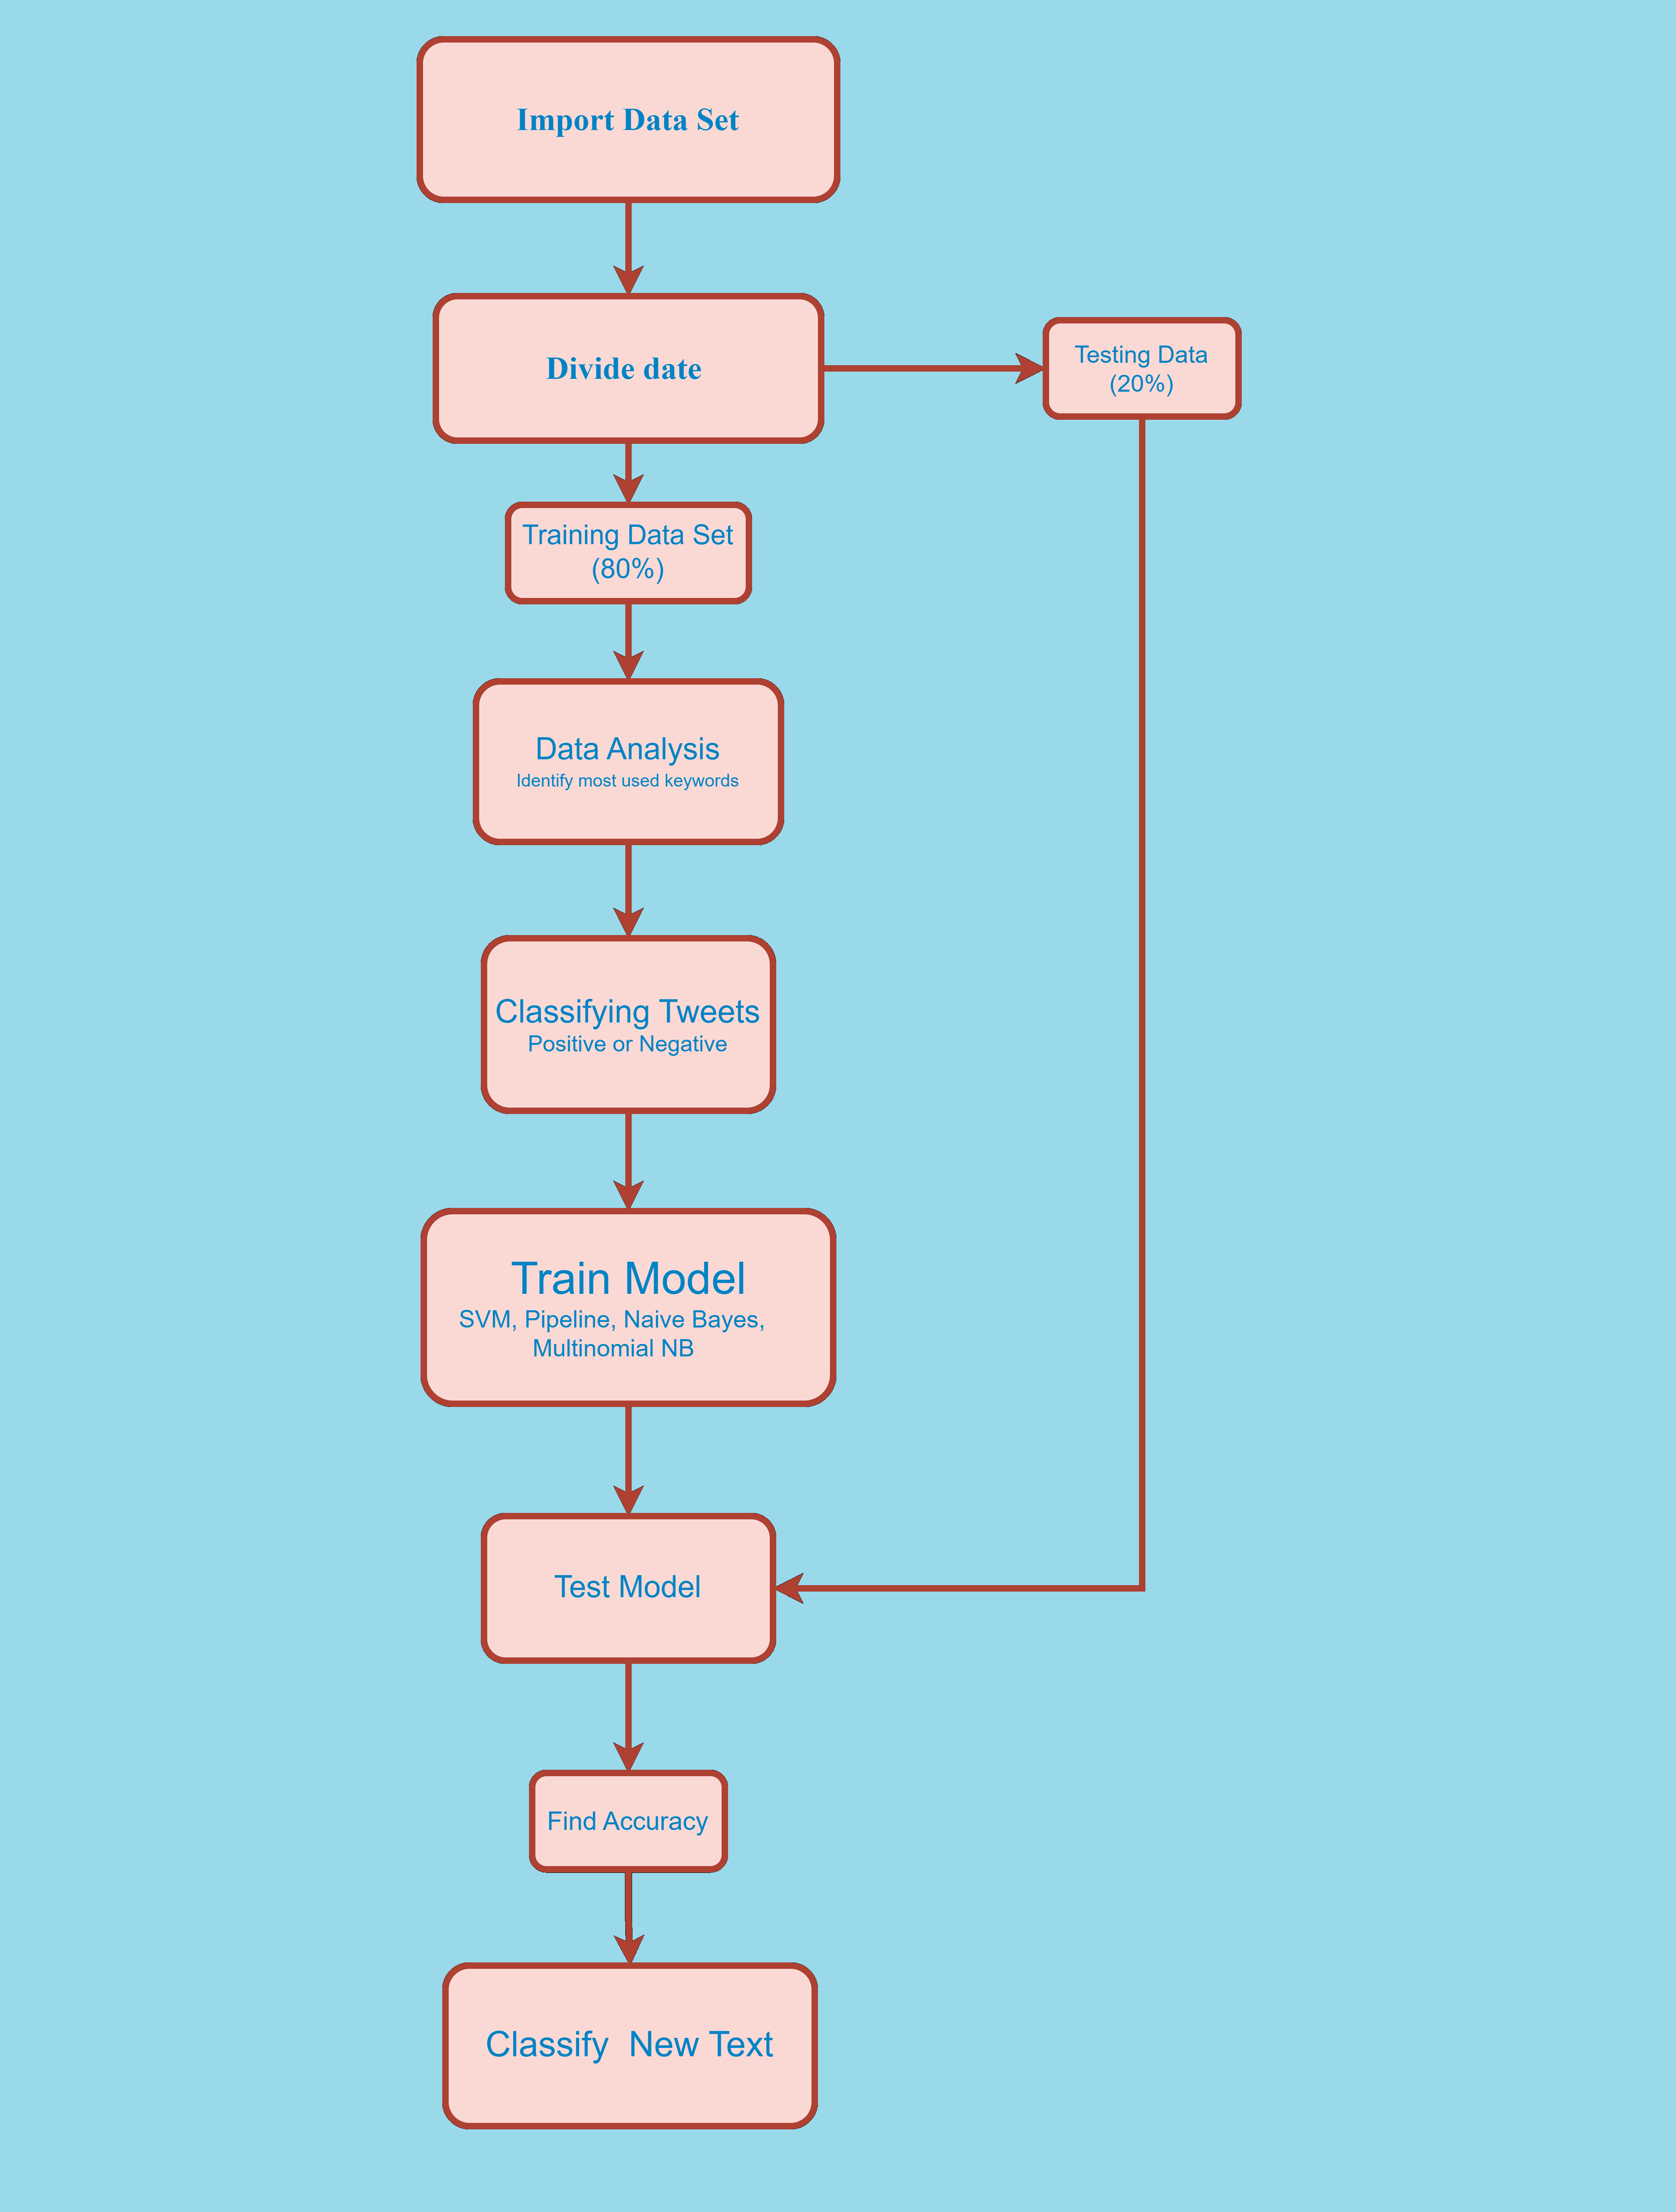 Import Data Set
Divide date
Testing Data
(20%)
Training Data Set
(80%)
Data Analysis
Identify most used keywords
Classifying Tweets
Positive or Negative
Train Model
SVM, Pipeline, Naive Bayes,
Multinomial NB
Test Model
Find Accuracy
Classify  New Text